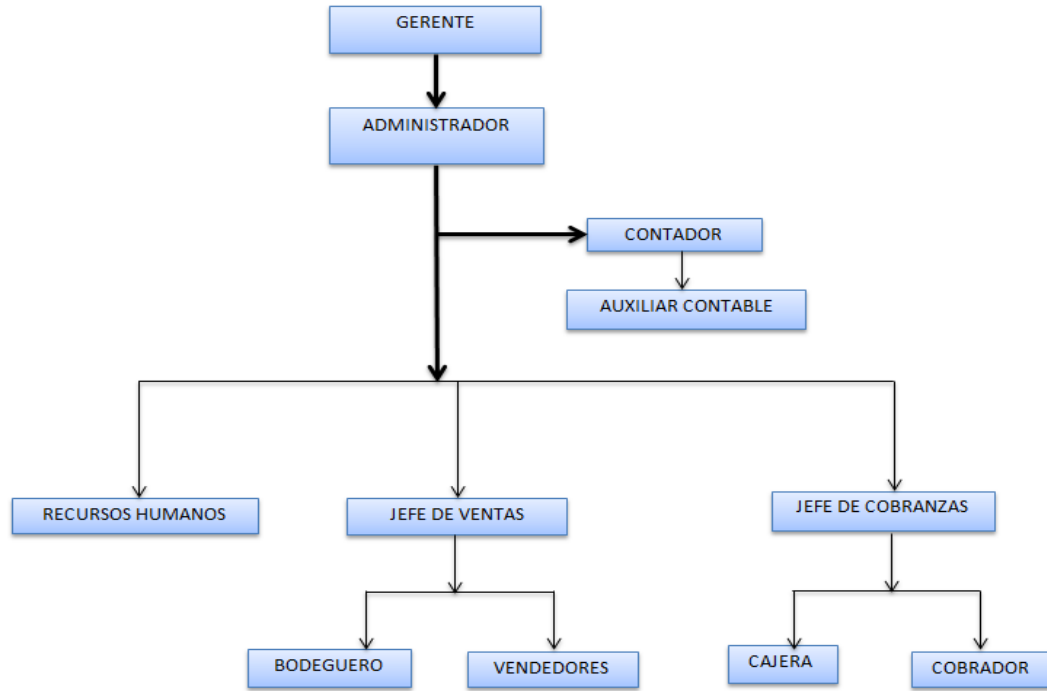 GERENTE
ADMINISTRADOR
CONTADOR
AUXILIAR CONTABLE
RECURSOS HUMANOS
JEFE DE VENTAS
JEFE DE COBRANZAS
BODEGUERO
VENDEDORES
CAJERA
COBRADOR